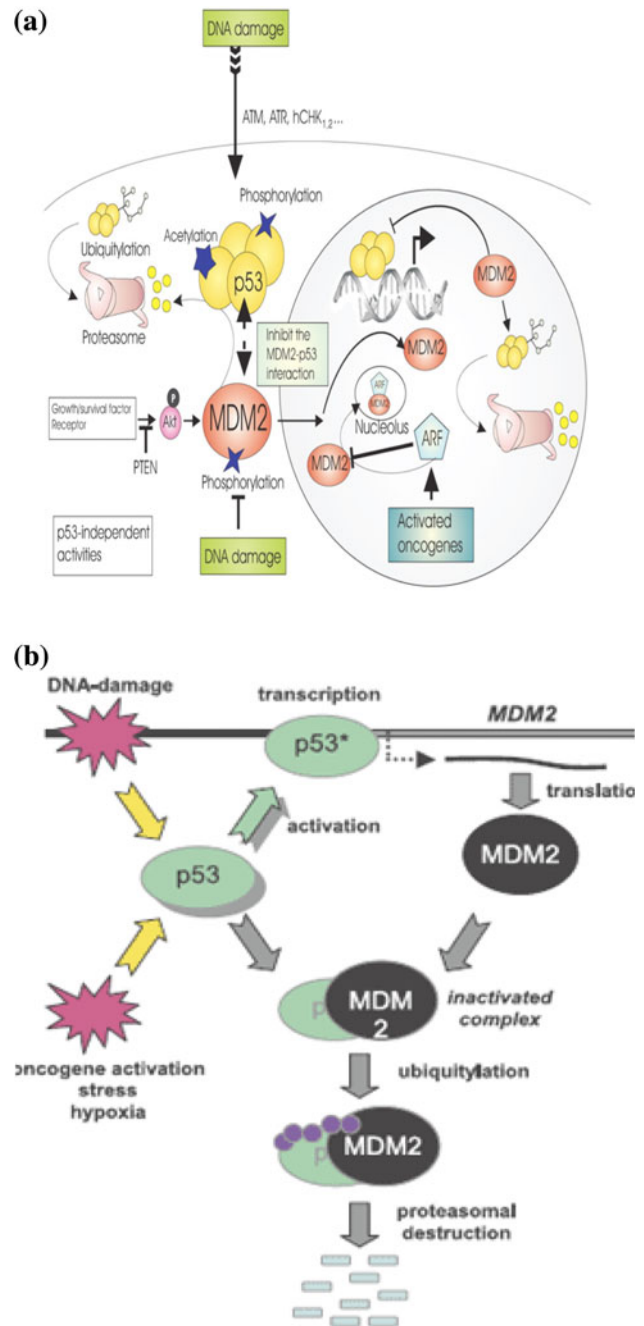 (a)
DNA damage
ATM, ATR, hCHK1,2...
Phosphorylation
Acetylation
Ubiquitylation
p53
Proteasome
MDM2
Inhibit the
MDM2-p53
interaction
MDM2
ARF
MDM2
Nucleolus
P
Growth/survival factor
Receptor
Akt
MDM2
ARF
MDM2
PTEN
Phosphorylation
p53-independent
activities
DNA damage
Activated
oncogenes
(b)
DNA-damage
transcription
MDM2
p53*
translatio
activation
MDM2
p53
p
MDM
2
inactivated
complex
oncogene activation
stress
hypoxia
ubiquitylation
p
MDM2
proteasomal
destruction